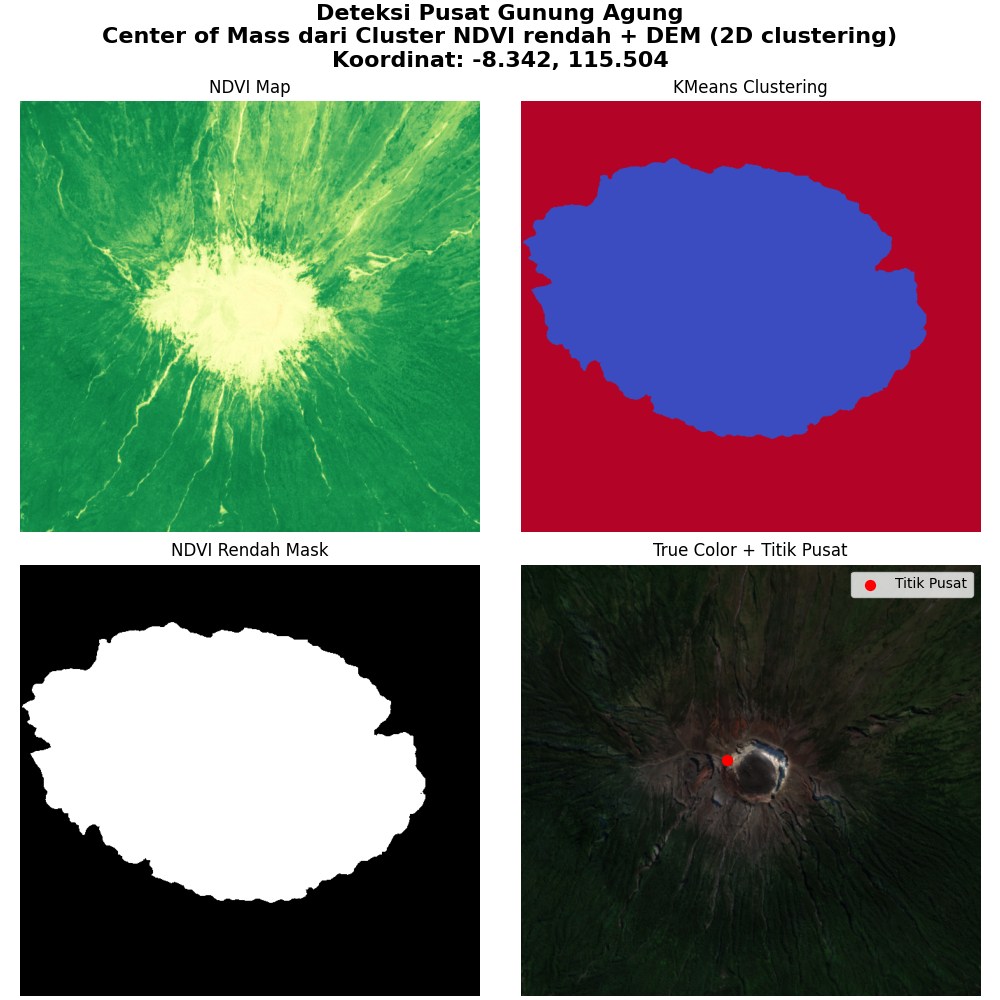 Deteksi Pusat Gunung Agung
Center of Mass dari Cluster NDVI rendah + DEM (2D clustering)
Koordinat: -8.342, 115.504
NDVI Map
KMeans Clustering
NDVI Rendah Mask
True Color + Titik Pusat
Titik Pusat